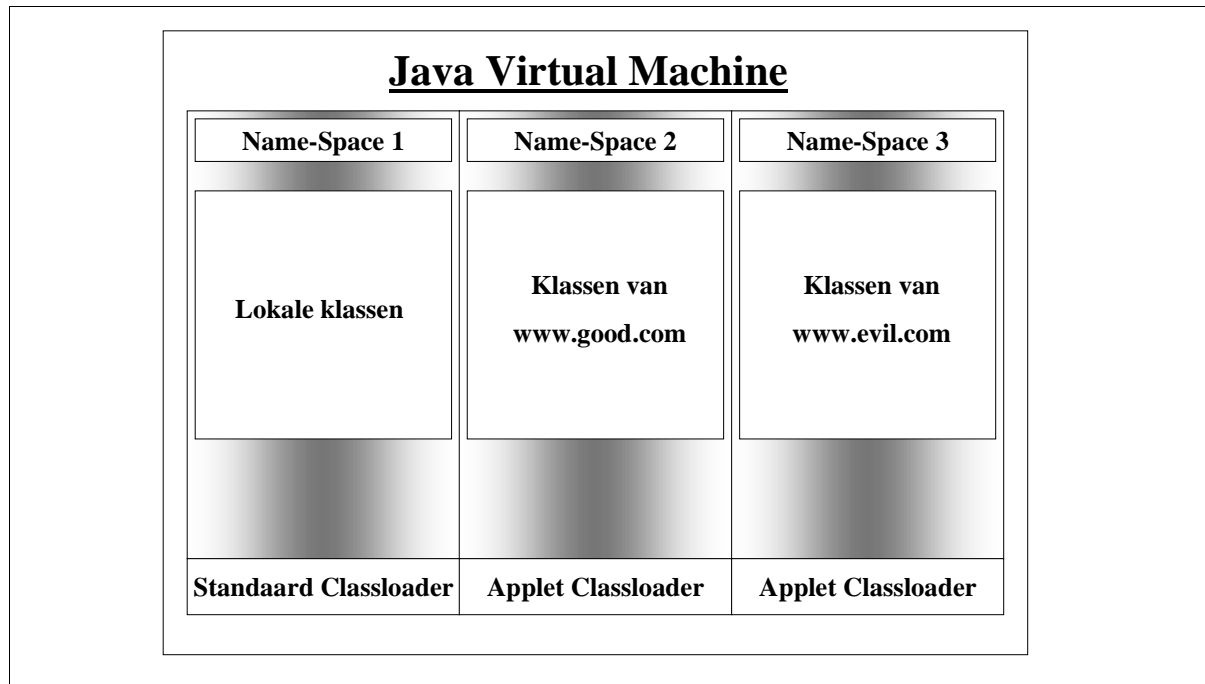 Java Virtual Machine
Name-Space 1
Name-Space 2
Name-Space 3
Lokale klassen
Klassen van
www.good.com
Klassen van
www.evil.com
Standaard Classloader
Applet Classloader
Applet Classloader